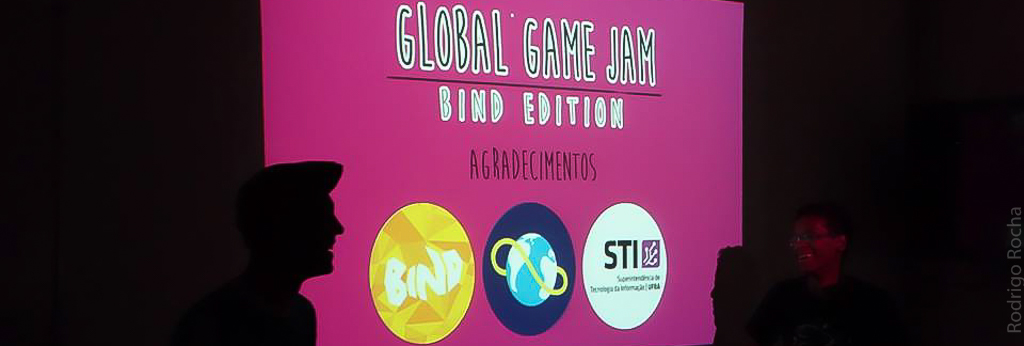 GLOBAL GAME JAM
BIND EDITION
AGRADECIMENTOS
BIND
STI
Superintendência de
Tecnologia da Informação | UFBA
Rodrigo Rocha